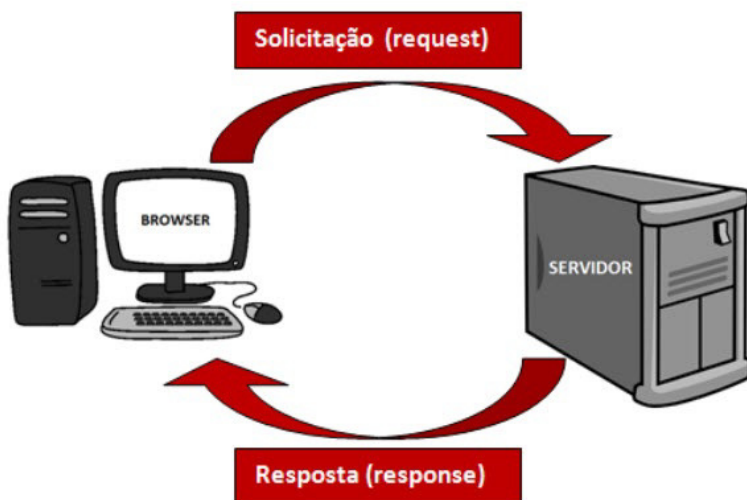 Solicitação (request)
BROWSER
SERVIDOR
Resposta (response)